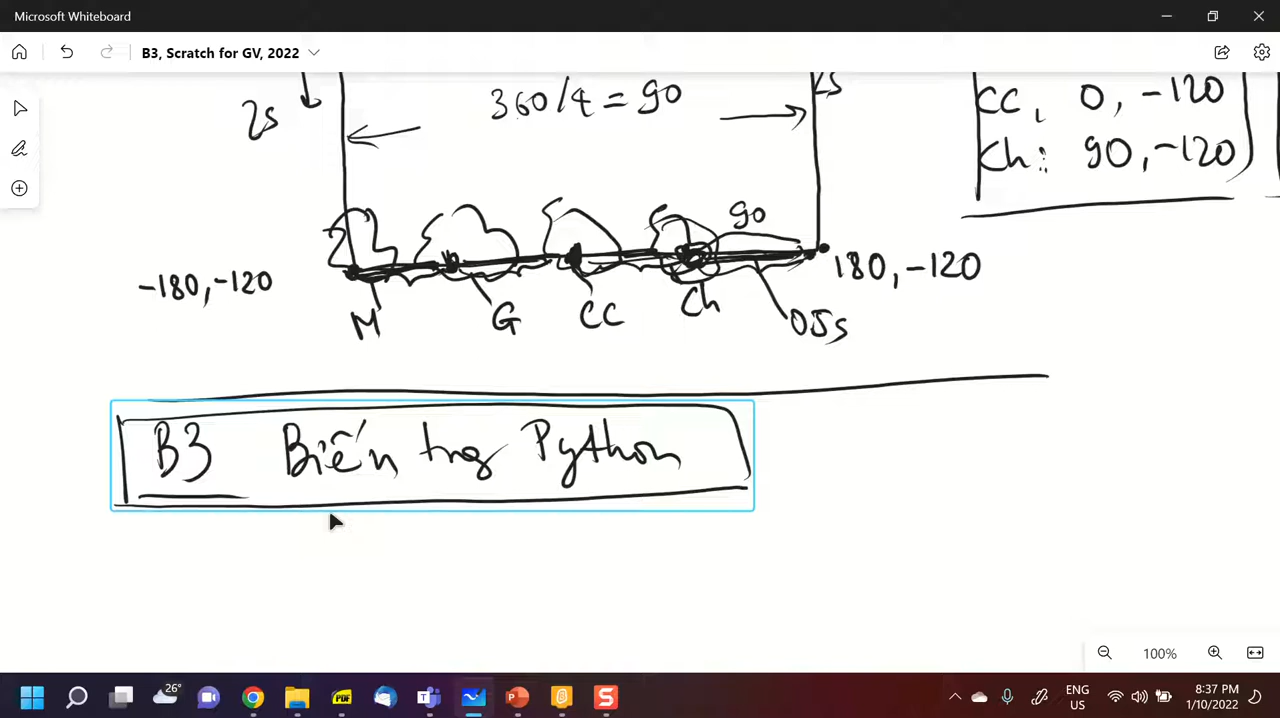 Microsoft Whiteboard
B3, Scratch for GV, 2022
2s
360/4 = 90
2s
CC, 0, -120
Ch: 90, -120)
90
-180, -120
180, -120
M G CC Ch 05s
B3 Biến trg Python
100%
26°
ENG
US
8:37 PM
1/10/2022